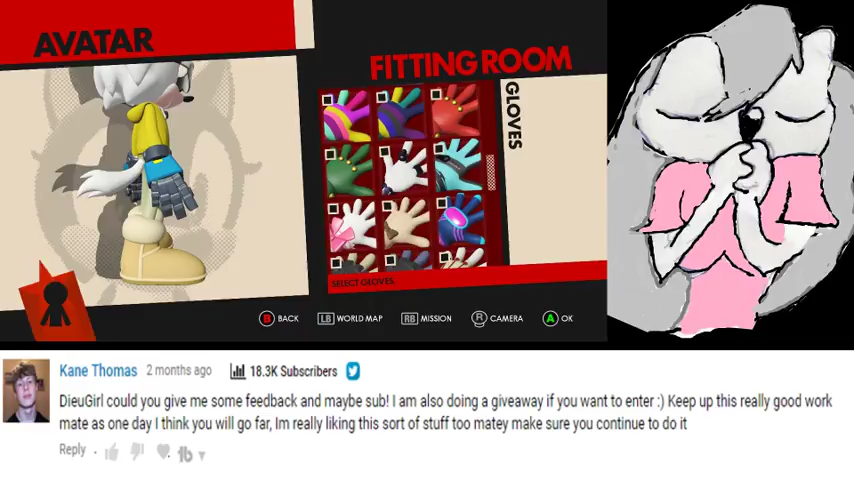 AVATAR
FITTING ROOM
GLOVES
SELECT GLOVES
B BACK
LB WORLD MAP
RB MISSION
R CAMERA
A OK
Kane Thomas 2 months ago 18.3K Subscribers
DieuGirl could you give me some feedback and maybe sub! I am also doing a giveaway if you want to enter :) Keep up this really good work
mate as one day I think you will go far, Im really liking this sort of stuff too matey make sure you continue to do it
Reply